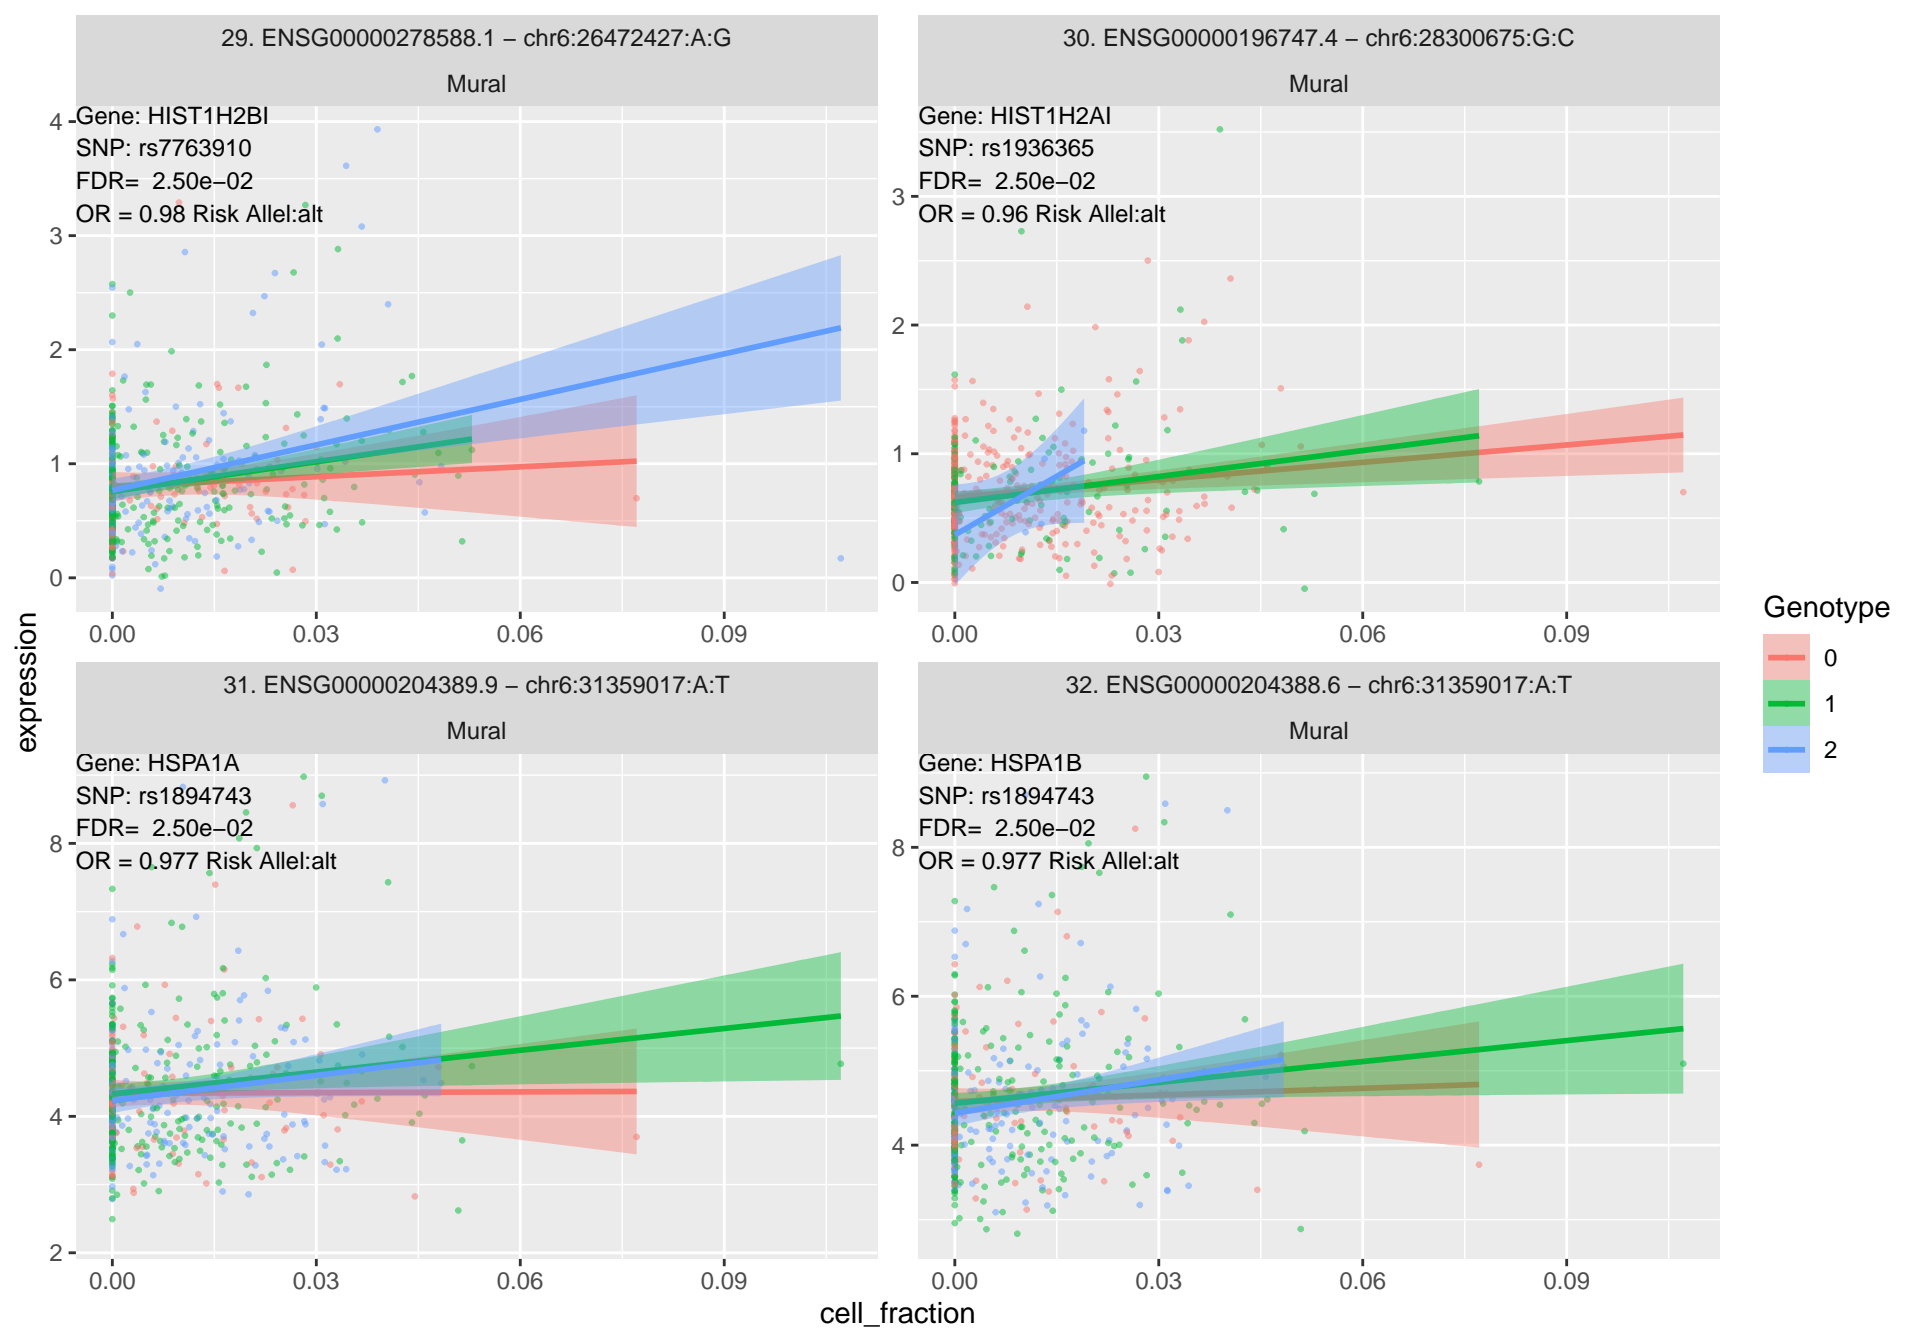 29. ENSG00000278588.1 – chr6:26472427:A:G
Mural
Gene: HIST1H2BI
SNP: rs7763910
FDR=  2.50e−02
OR = 0.98 Risk Allel:alt
4
3
2
1
0
0.00 0.03 0.06 0.09
30. ENSG00000196747.4 – chr6:28300675:G:C
Mural
Gene: HIST1H2AI
SNP: rs1936365
FDR=  2.50e−02
OR = 0.96 Risk Allel:alt
3
2
1
0
0.00 0.03 0.06 0.09
31. ENSG00000204389.9 – chr6:31359017:A:T
Mural
Gene: HSPA1A
SNP: rs1894743
FDR=  2.50e−02
OR = 0.977 Risk Allel:alt
8
6
4
2
0.00 0.03 0.06 0.09
32. ENSG00000204388.6 – chr6:31359017:A:T
Mural
Gene: HSPA1B
SNP: rs1894743
FDR=  2.50e−02
OR = 0.977 Risk Allel:alt
8
6
4
0.00 0.03 0.06 0.09
expression
cell_fraction
Genotype
0
1
2